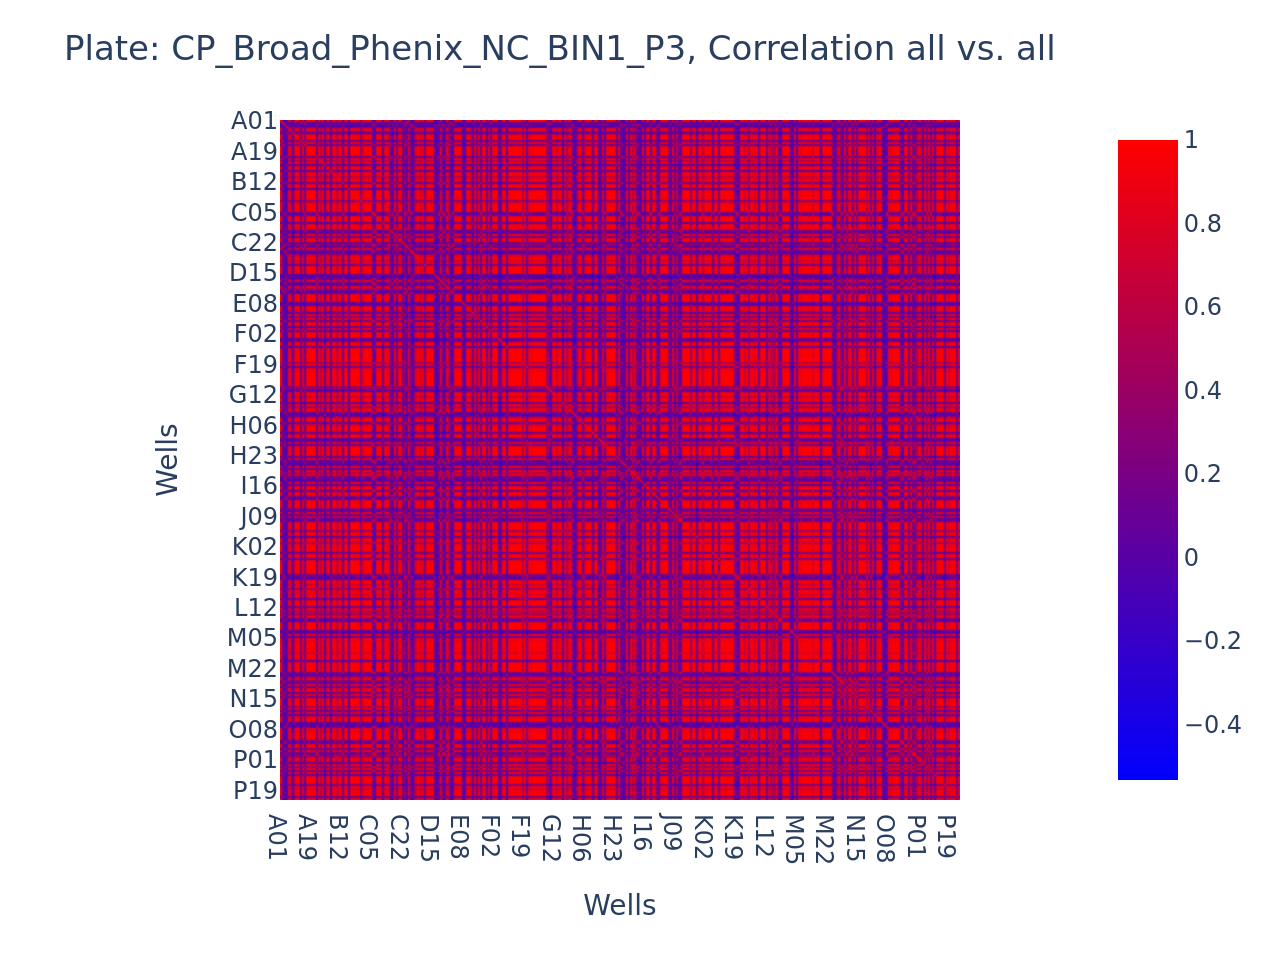 Plate: CP_Broad_Phenix_NC_BIN1_P3, Correlation all vs. all
Wells
A01
A19
B12
C05
C22
D15
E08
F02
F19
G12
H06
H23
I16
J09
K02
K19
L12
M05
M22
N15
O08
P01
P19
A01
A19
B12
C05
C22
D15
E08
F02
F19
G12
H06
H23
I16
J09
K02
K19
L12
M05
M22
N15
O08
P01
P19
Wells
1
0.8
0.6
0.4
0.2
0
−0.2
−0.4